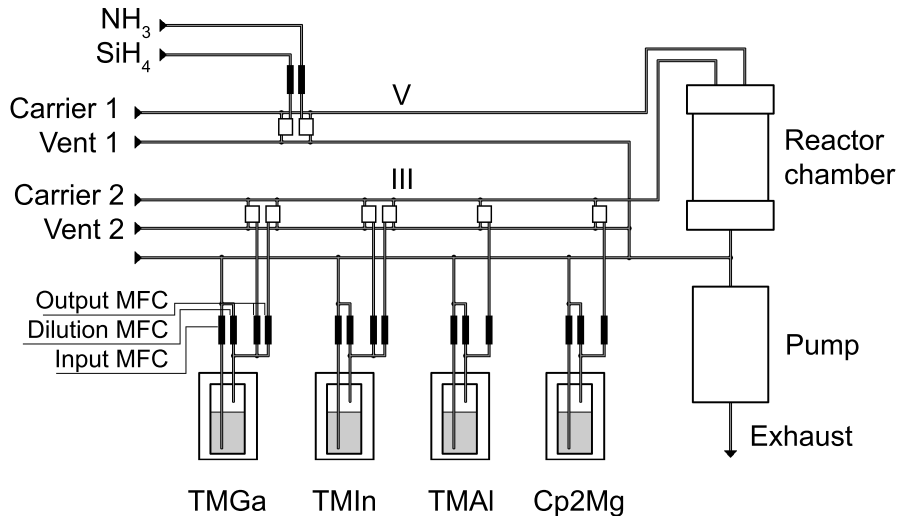 NH3
SiH4
V
Carrier 1
Vent 1
Reactor
chamber
III
Carrier 2
Vent 2
Output MFC
Dilution MFC
Input MFC
Pump
Exhaust
TMGa
TMIn
TMAl
Cp2Mg